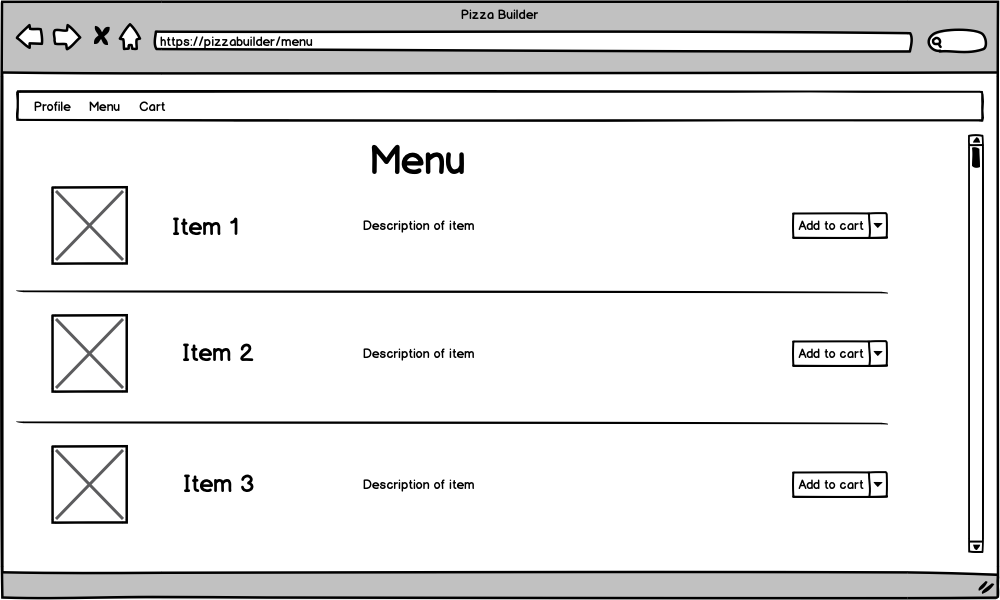 Pizza Builder
https://pizzabuilder/menu
Profile Menu Cart
Menu
Item 1 Description of item Add to cart
Item 2 Description of item Add to cart
Item 3 Description of item Add to cart